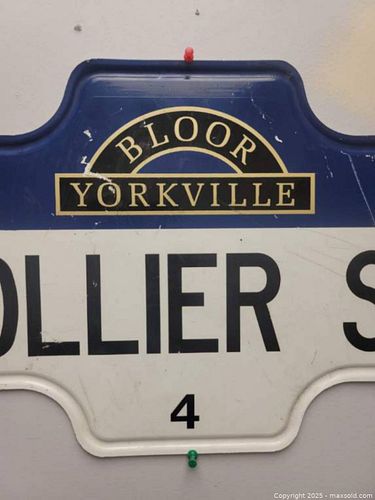 BLOOR
YORKVILLE
OLLIER S
4
Copyright 2025 - maxsold.com